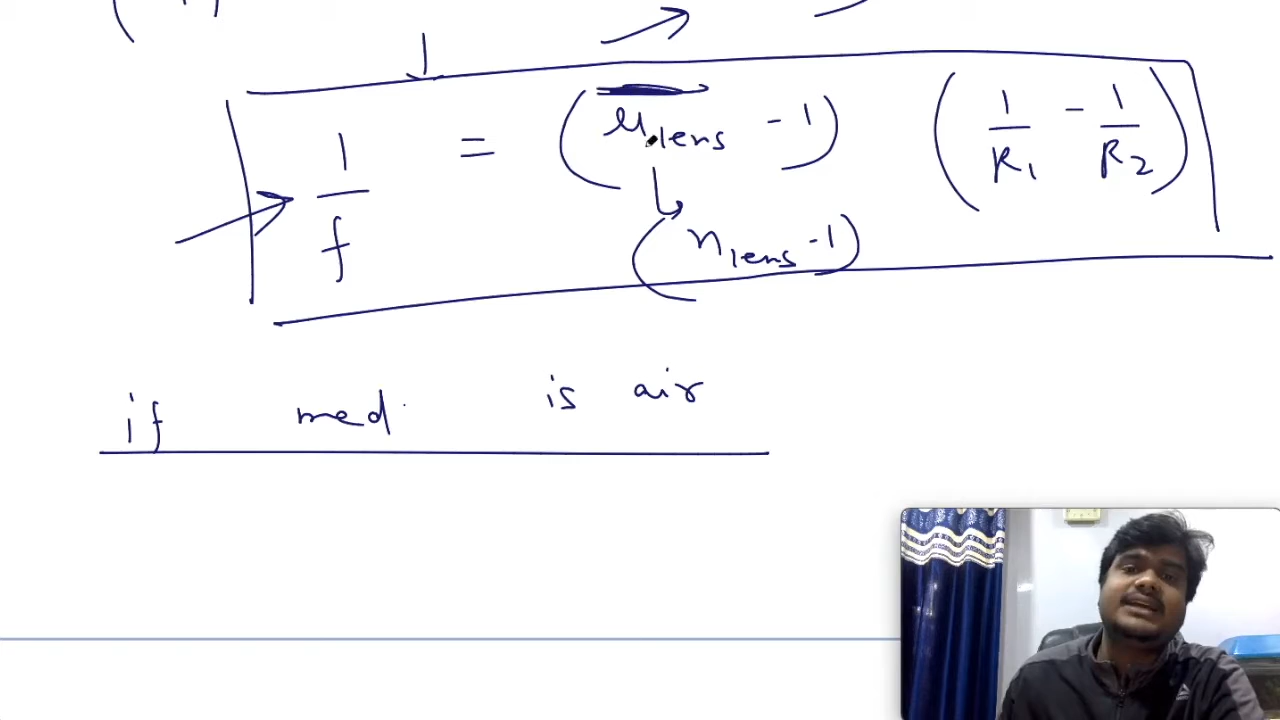 1/f = (μlens - 1) (1/R1 - 1/R2)
(nlens - 1)
if med. is air